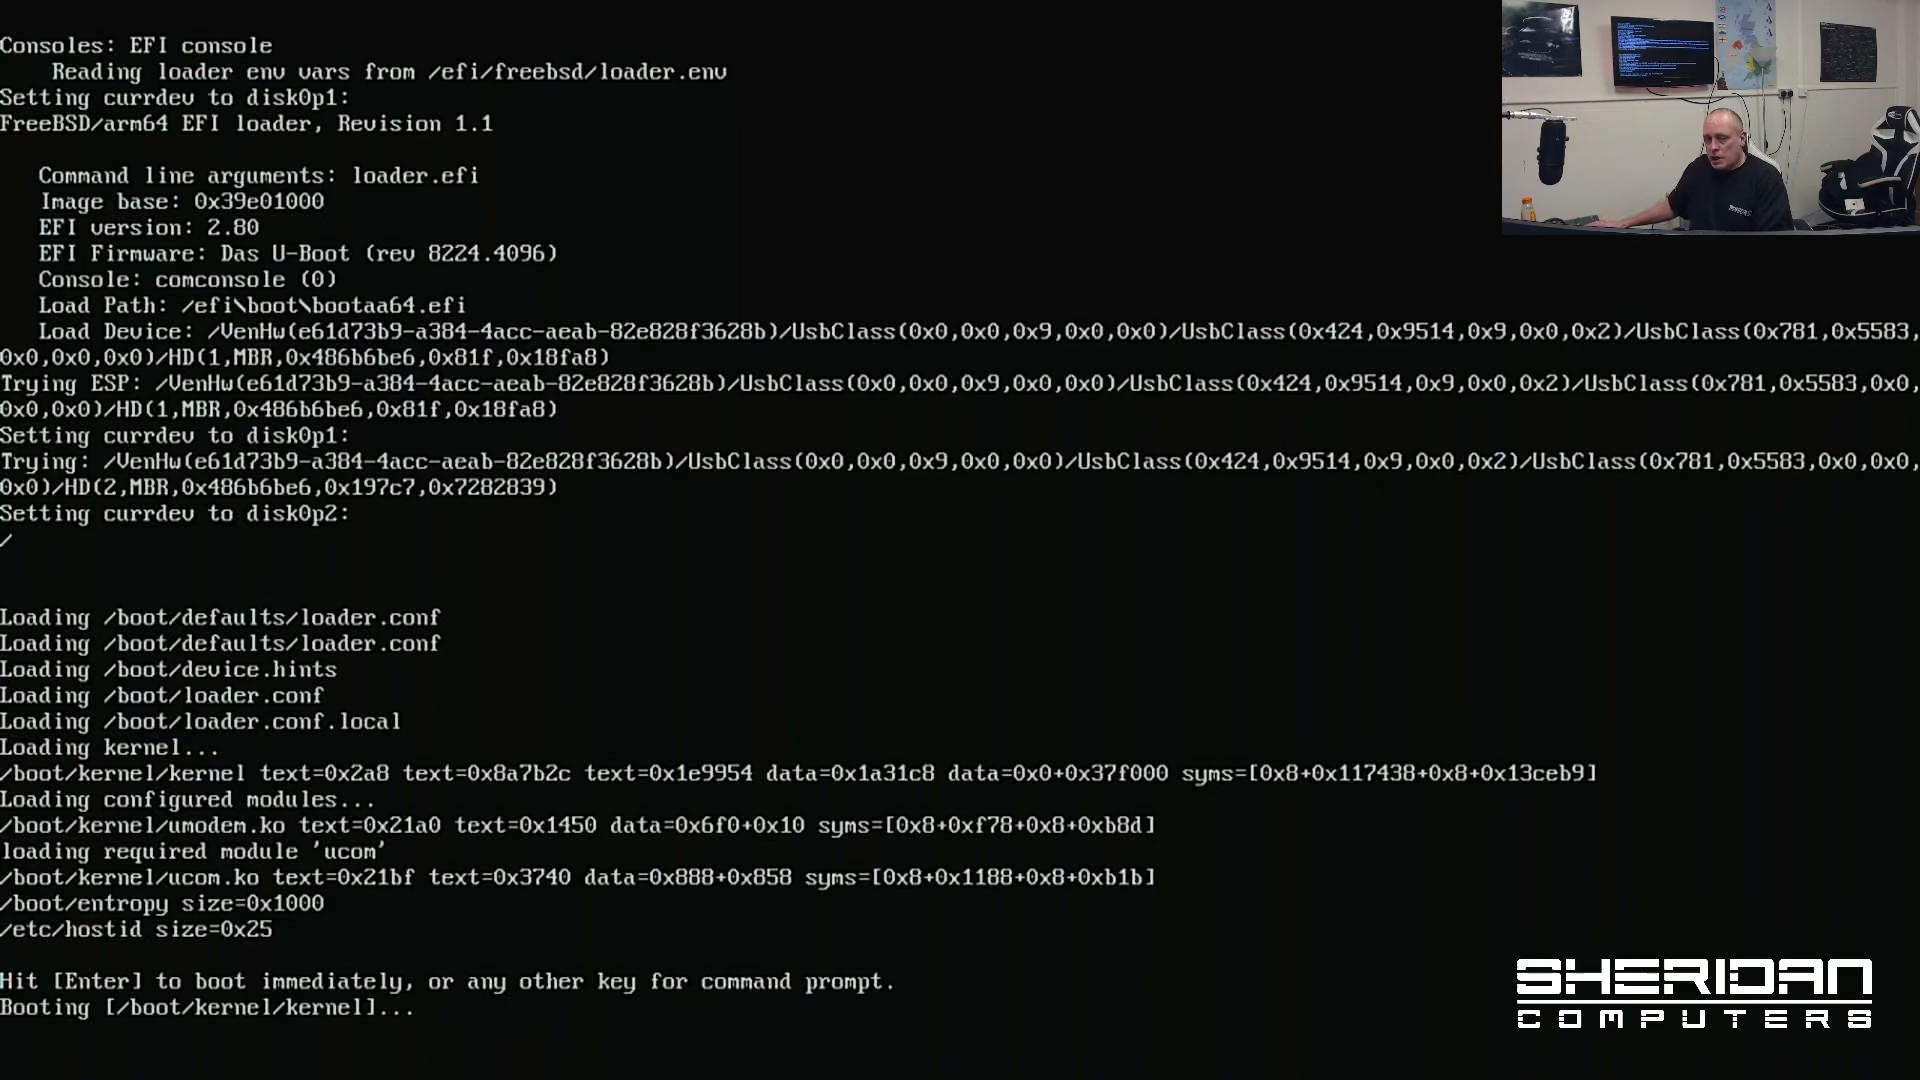 Consoles: EFI console
Reading loader env vars from /efi/freebsd/loader.env
Setting currdev to disk0p1:
FreeBSD/arm64 EFI loader, Revision 1.1
Command line arguments: loader.efi
Image base: 0x39e01000
EFI version: 2.80
EFI Firmware: Das U-Boot (rev 8224.4096)
Console: comconsole (0)
Load Path: /efi\boot\bootaa64.efi
Load Device: /VenHw(e61d73b9-a384-4acc-aeab-82e828f3628b)/UsbClass(0x0,0x0,0x9,0x0,0x0)/UsbClass(0x424,0x9514,0x9,0x0,0x2)/UsbClass(0x781,0x5583,
0x0,0x0,0x0)/HD(1,MBR,0x486b6be6,0x81f,0x18fa8)
Trying ESP: /VenHw(e61d73b9-a384-4acc-aeab-82e828f3628b)/UsbClass(0x0,0x0,0x9,0x0,0x0)/UsbClass(0x424,0x9514,0x9,0x0,0x2)/UsbClass(0x781,0x5583,0x0,
0x0,0x0)/HD(1,MBR,0x486b6be6,0x81f,0x18fa8)
Setting currdev to disk0p1:
Trying: /VenHw(e61d73b9-a384-4acc-aeab-82e828f3628b)/UsbClass(0x0,0x0,0x9,0x0,0x0)/UsbClass(0x424,0x9514,0x9,0x0,0x2)/UsbClass(0x781,0x5583,0x0,0x0,
0x0)/HD(2,MBR,0x486b6be6,0x197c7,0x7282839)
Setting currdev to disk0p2:
/
Loading /boot/defaults/loader.conf
Loading /boot/defaults/loader.conf
Loading /boot/device.hints
Loading /boot/loader.conf
Loading /boot/loader.conf.local
Loading kernel...
/boot/kernel/kernel text=0x2a8 text=0x8a7b2c text=0x1e9954 data=0x1a31c8 data=0x0+0x37f000 syms=[0x8+0x117438+0x8+0x13ceb9]
Loading configured modules...
/boot/kernel/umodem.ko text=0x21a0 text=0x1450 data=0x6f0+0x10 syms=[0x8+0xf78+0x8+0xb8d]
loading required module 'ucom'
/boot/kernel/ucom.ko text=0x21bf text=0x3740 data=0x888+0x858 syms=[0x8+0x1188+0x8+0xb1b]
/boot/entropy size=0x1000
/etc/hostid size=0x25
Hit [Enter] to boot immediately, or any other key for command prompt.
Booting [/boot/kernel/kernel]...
SHERIDAN
COMPUTERS